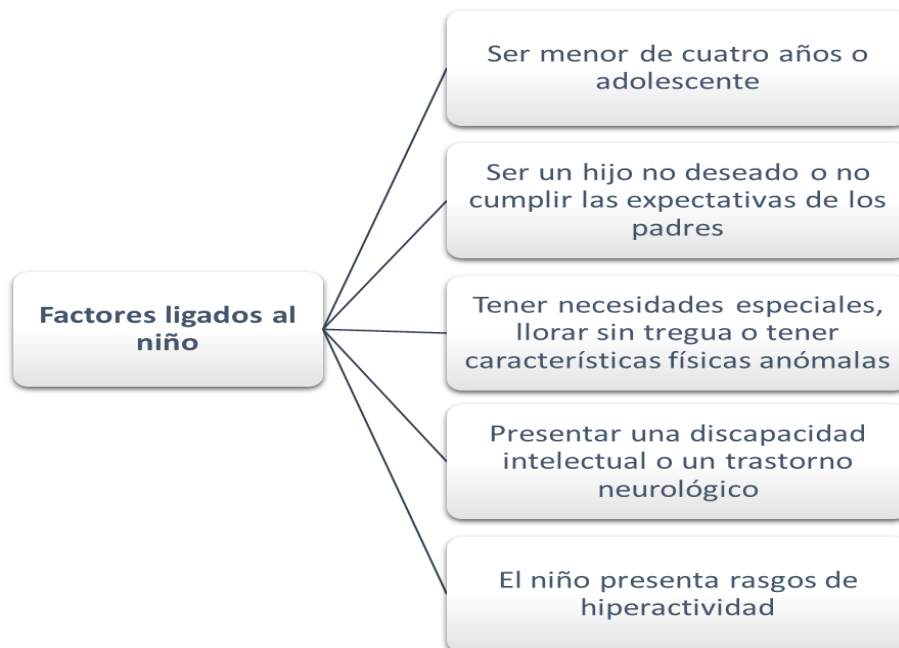 Ser menor de cuatro años o
adolescente
Ser un hijo no deseado o no
cumplir las expectativas de los
padres
Factores ligados al
niño
Tener necesidades especiales,
llorar sin tregua o tener
características físicas anómalas
Presentar una discapacidad
intelectual o un trastorno
neurológico
El niño presenta rasgos de
hiperactividad